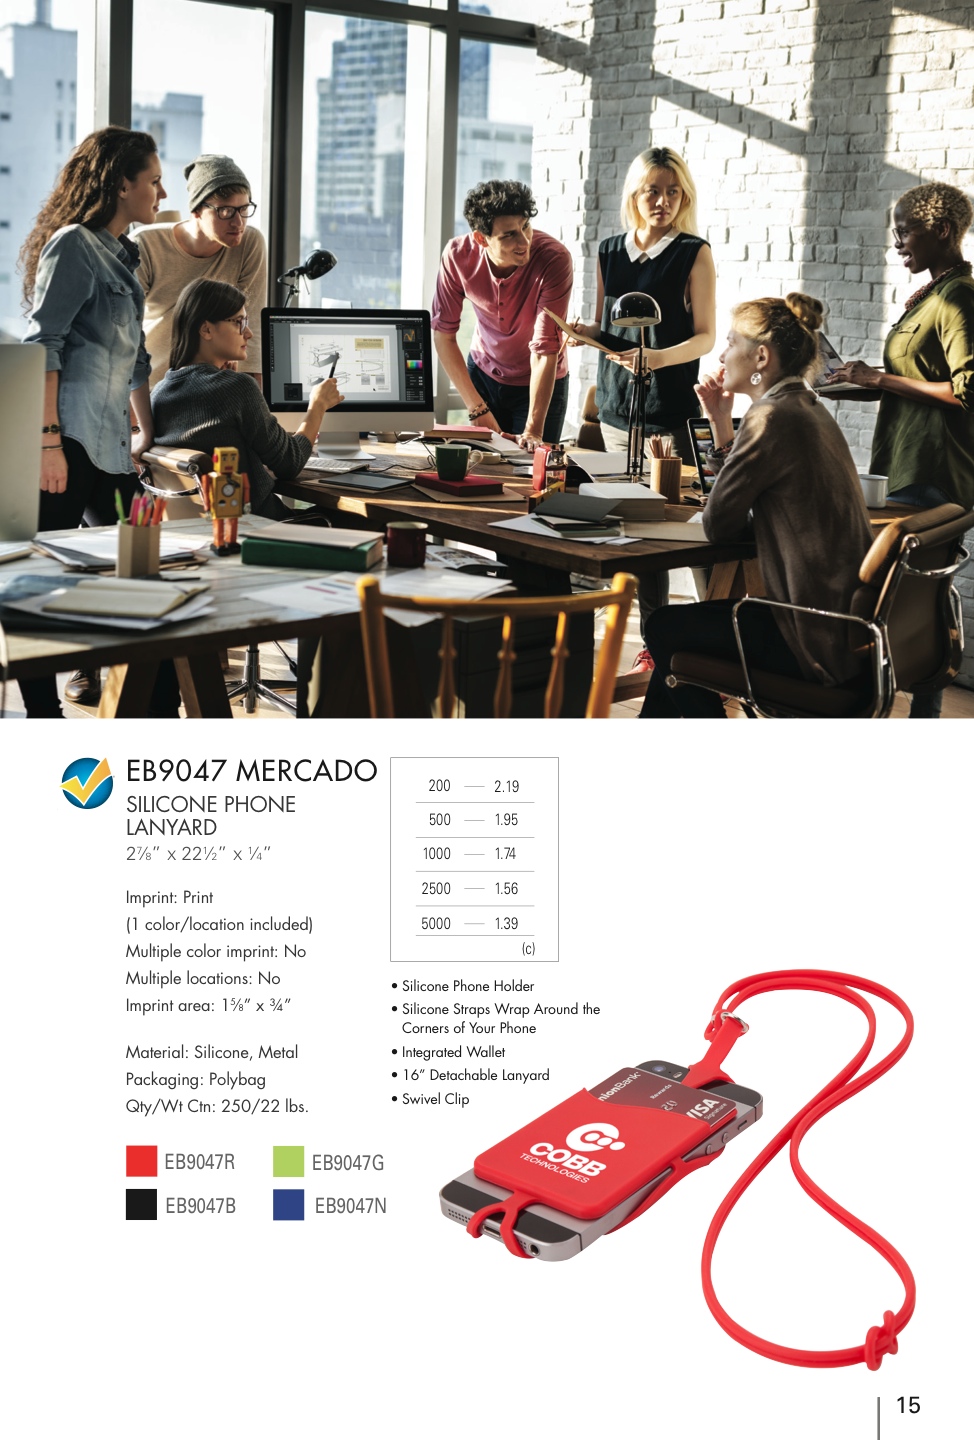 EB9047 MERCADO
SILICONE PHONE
LANYARD
2⅞” x 22½” x ¼”
Imprint: Print
(1 color/location included)
Multiple color imprint: No
Multiple locations: No
Imprint area: 1⅝” x ¾”
Material: Silicone, Metal
Packaging: Polybag
Qty/Wt Ctn: 250/22 lbs.
EB9047R
EB9047G
EB9047B
EB9047N
200 — 2.19
500 — 1.95
1000 — 1.74
2500 — 1.56
5000 — 1.39
(c)
• Silicone Phone Holder
• Silicone Straps Wrap Around the
Corners of Your Phone
• Integrated Wallet
• 16” Detachable Lanyard
• Swivel Clip
nionBank
Rewards
VISA
Signature
COBB
TECHNOLOGIES
15